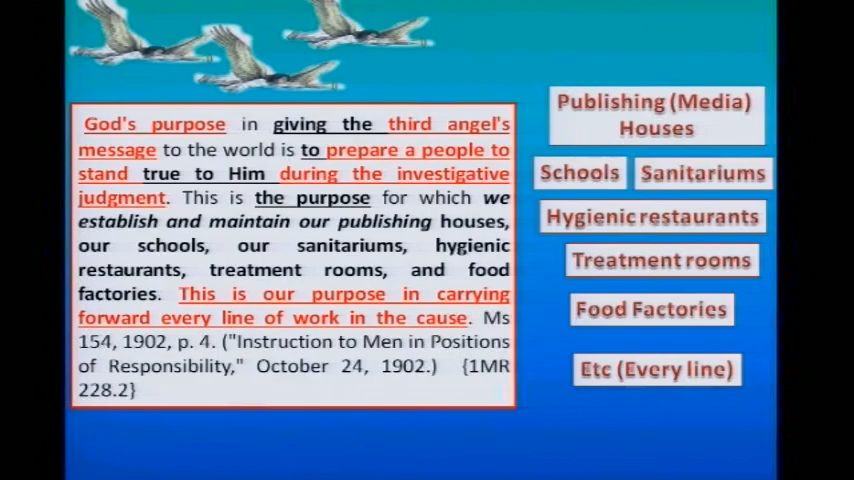 God's purpose in giving the third angel's
message to the world is to prepare a people to
stand true to Him during the investigative
judgment. This is the purpose for which we
establish and maintain our publishing houses,
our schools, our sanitariums, hygienic
restaurants, treatment rooms, and food
factories. This is our purpose in carrying
forward every line of work in the cause. Ms
154, 1902, p. 4. ("Instruction to Men in Positions
of Responsibility," October 24, 1902.) {1MR
228.2}
Publishing (Media)
Houses
Schools
Sanitariums
Hygienic restaurants
Treatment rooms
Food Factories
Etc (Every line)